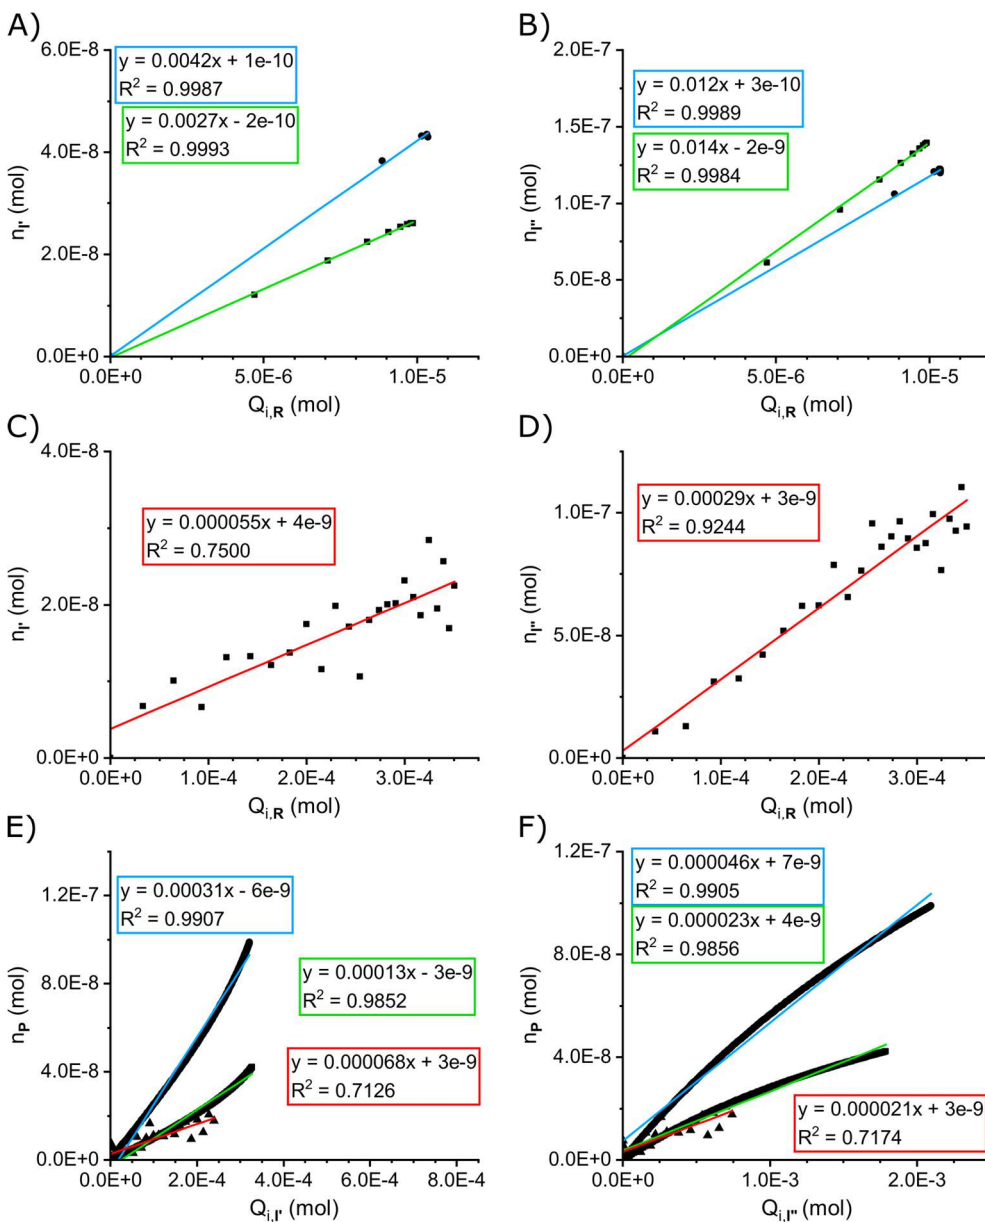 A)
6.0E-8
4.0E-8
2.0E-8
0.0E+0
n_I' (mol)
y = 0.0042x + 1e-10
R² = 0.9987
y = 0.0027x - 2e-10
R² = 0.9993
0.0E+0 5.0E-6 1.0E-5
Q_i,R (mol)
B)
2.0E-7
1.5E-7
1.0E-7
5.0E-8
0.0E+0
n_I'' (mol)
y = 0.012x + 3e-10
R² = 0.9989
y = 0.014x - 2e-9
R² = 0.9984
0.0E+0 5.0E-6 1.0E-5
Q_i,R (mol)
C)
4.0E-8
2.0E-8
0.0E+0
n_I' (mol)
y = 0.000055x + 4e-9
R² = 0.7500
0.0E+0 1.0E-4 2.0E-4 3.0E-4
Q_i,R (mol)
D)
1.0E-7
5.0E-8
0.0E+0
n_I'' (mol)
y = 0.00029x + 3e-9
R² = 0.9244
0.0E+0 1.0E-4 2.0E-4 3.0E-4
Q_i,R (mol)
E)
1.2E-7
8.0E-8
4.0E-8
0.0E+0
n_P (mol)
y = 0.00031x - 6e-9
R² = 0.9907
y = 0.00013x - 3e-9
R² = 0.9852
y = 0.000068x + 3e-9
R² = 0.7126
0.0E+0 2.0E-4 4.0E-4 6.0E-4 8.0E-4
Q_i,I' (mol)
F)
1.2E-7
8.0E-8
4.0E-8
0.0E+0
n_P (mol)
y = 0.000046x + 7e-9
R² = 0.9905
y = 0.000023x + 4e-9
R² = 0.9856
y = 0.000021x + 3e-9
R² = 0.7174
0.0E+0 1.0E-3 2.0E-3
Q_i,I'' (mol)